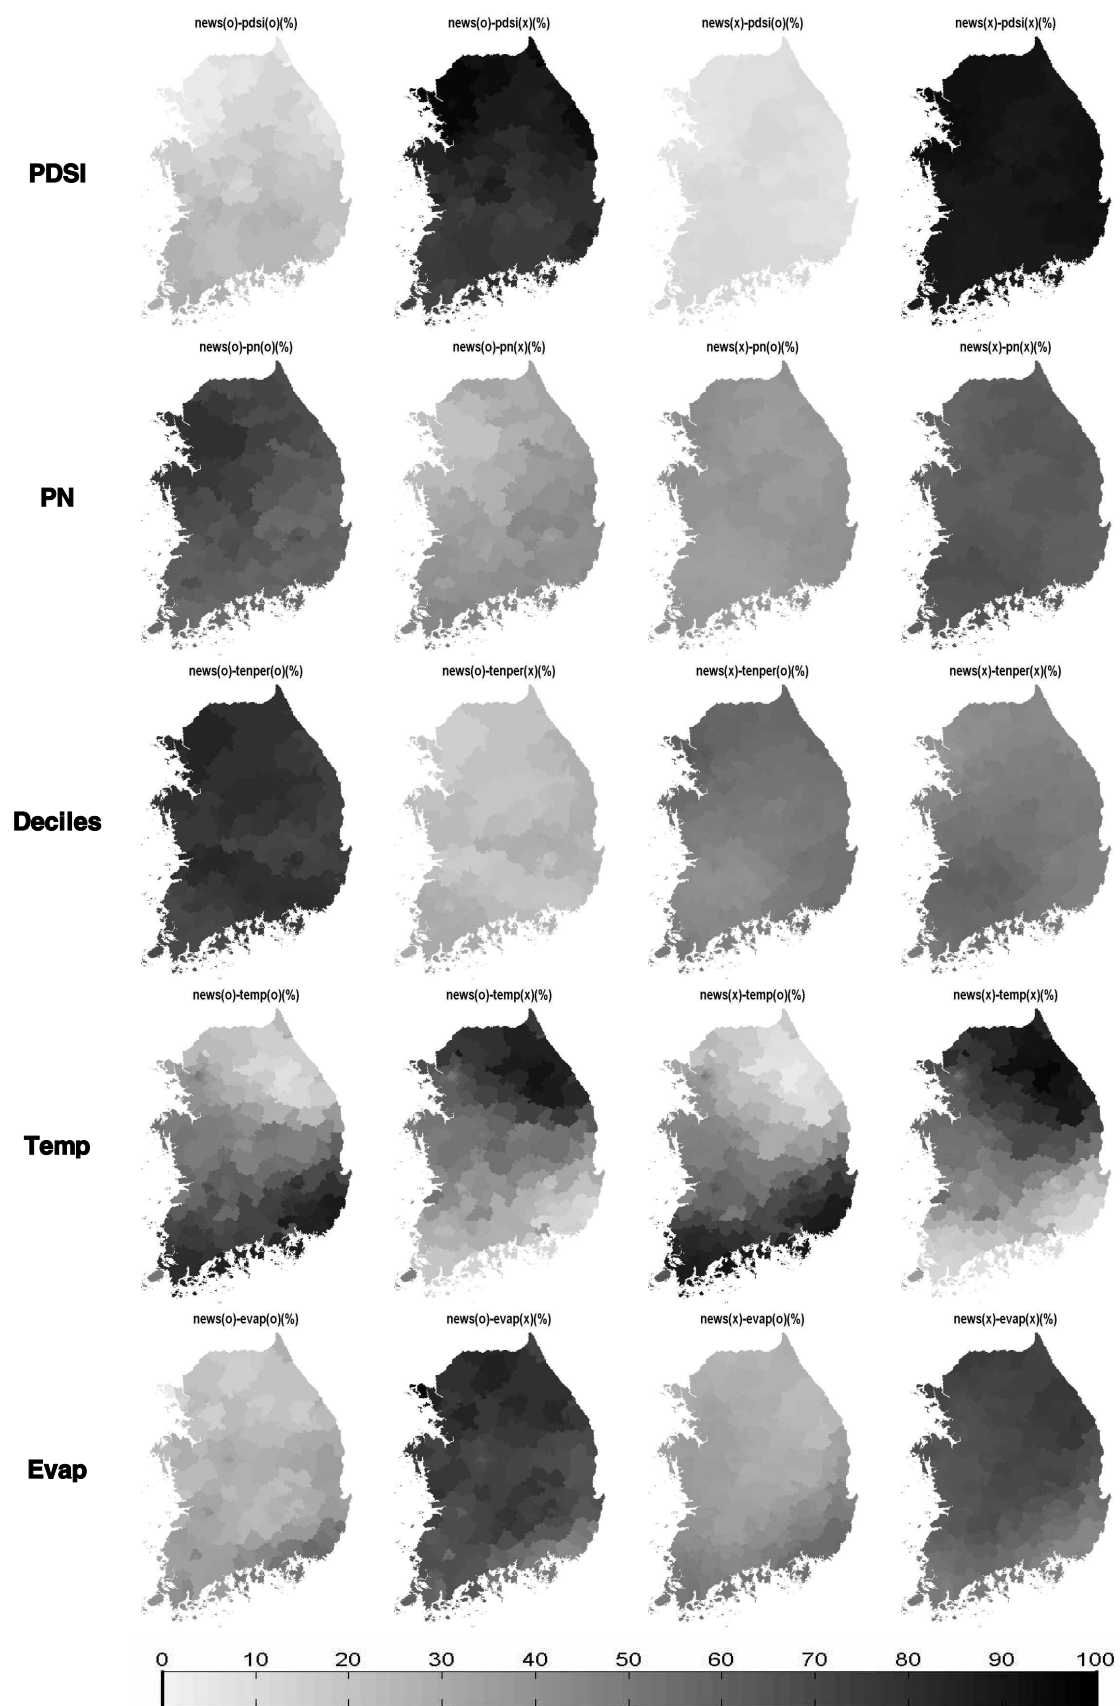 news(o)-pdsi(o)(%) news(o)-pdsi(x)(%) news(x)-pdsi(o)(%) news(x)-pdsi(x)(%)
PDSI
news(o)-pn(o)(%) news(o)-pn(x)(%) news(x)-pn(o)(%) news(x)-pn(x)(%)
PN
news(o)-tenper(o)(%) news(o)-tenper(x)(%) news(x)-tenper(o)(%) news(x)-tenper(x)(%)
Deciles
news(o)-temp(o)(%) news(o)-temp(x)(%) news(x)-temp(o)(%) news(x)-temp(x)(%)
Temp
news(o)-evap(o)(%) news(o)-evap(x)(%) news(x)-evap(o)(%) news(x)-evap(x)(%)
Evap
0 10 20 30 40 50 60 70 80 90 100